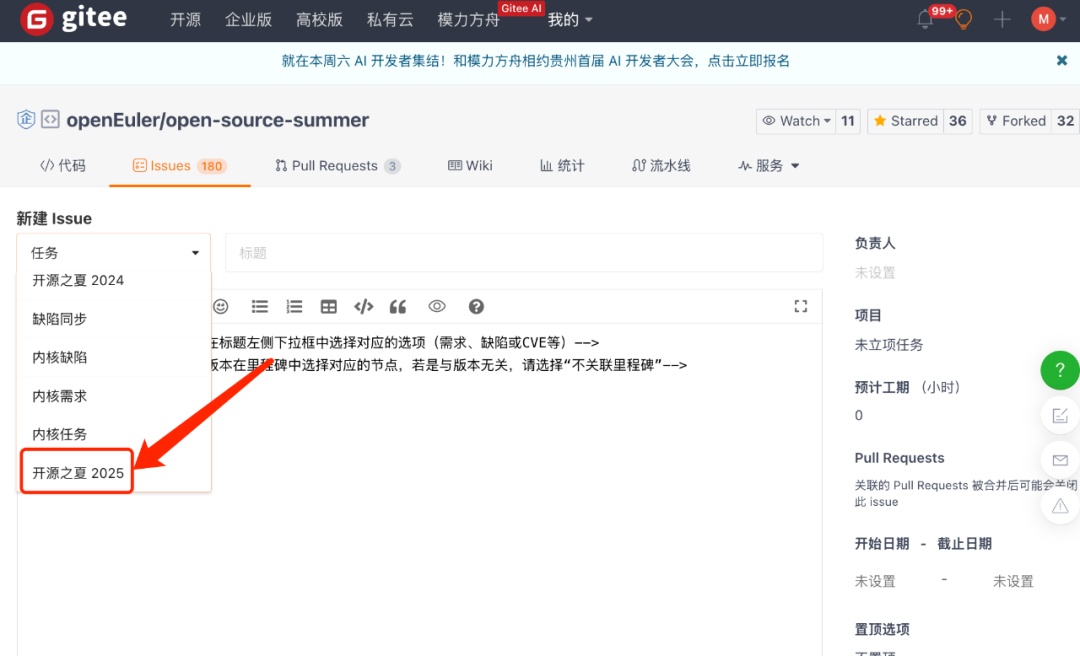 gitee
开源 企业版 高校版 私有云 模力方舟 Gitee AI 我的
99+
M
就在本周六 AI 开发者集结！和模力方舟相约贵州首届 AI 开发者大会，点击立即报名
企 openEuler/open-source-summer
Watch 11 Starred 36 Forked 32
代码 Issues 180 Pull Requests 3 Wiki 统计 流水线 服务
新建 Issue
任务
标题
开源之夏 2024
缺陷同步
内核缺陷
内核需求
内核任务
开源之夏 2025
在标题左侧下拉框中选择对应的选项（需求、缺陷或CVE等）-->
版本在里程碑中选择对应的节点，若是与版本无关，请选择“不关联里程碑”-->
负责人
未设置
项目
未立项任务
预计工期 （小时）
0
Pull Requests
关联的 Pull Requests 被合并后可能会关闭
此 issue
开始日期 - 截止日期
未设置 - 未设置
置顶选项